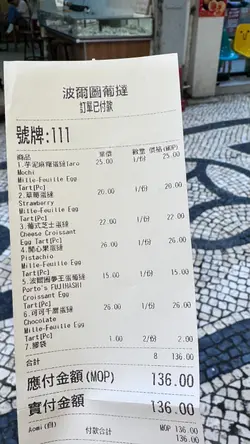 波爾圖葡撻
訂單已付款
號牌:111
商品 單價 數量 價格(MOP)
1.芋泥麻糬蛋撻Taro 25.00 1/份 25.00
Mochi
Mille-Feuille Egg
Tart[Pc] 20.00 1/份 20.00
2.草莓蛋撻
Strawberry
Mille-Feuille Egg
Tart[Pc] 22.00 1/份 22.00
3.葡式芝士蛋撻
Cheese Croissant
Egg Tart[Pc] 26.00 1/份 26.00
4.開心果蛋撻
Pistachio
Mille-Feuille Egg
Tart[Pc] 15.00 1/份 15.00
5.波爾圖夢王蛋撻
Porto's FUJIHASHI
Croissant Egg
Tart[Pc] 26.00 1/份 26.00
6.可可千層蛋撻
Chocolate
Mille-Feuille Egg
Tart[Pc] 1.00 2/份 2.00
7.膠袋
合計 8 136.00
應付金額(MOP) 136.00
實付金額 136.00
Aomi(自) 付款合計 MOP 136.00
136.00